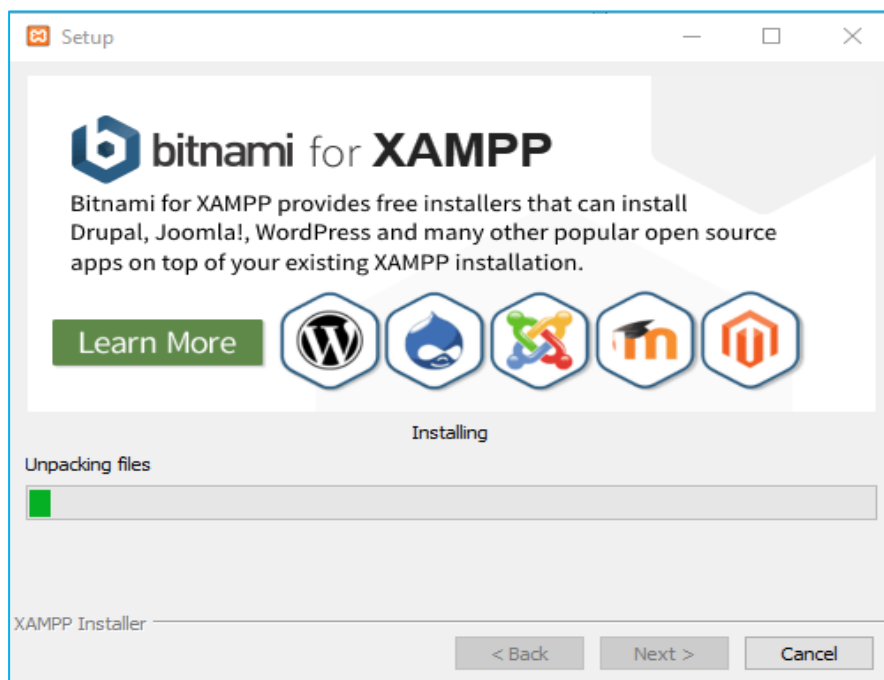 Setup
bitnami for XAMPP
Bitnami for XAMPP provides free installers that can install
Drupal, Joomla!, WordPress and many other popular open source
apps on top of your existing XAMPP installation.
Learn More
Installing
Unpacking files
XAMPP Installer
< Back Next > Cancel